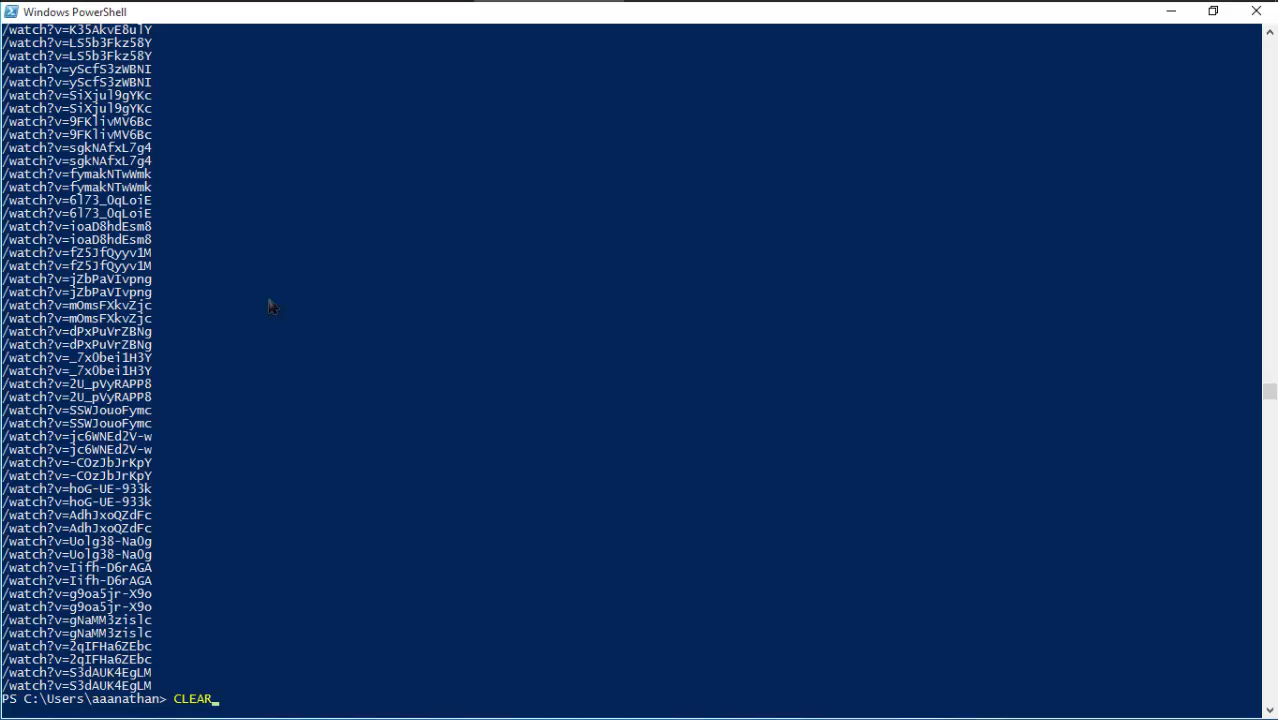 Windows PowerShell
/watch?v=K35AkvE8ulY
/watch?v=LS5b3Fkz58Y
/watch?v=LS5b3Fkz58Y
/watch?v=yScfS3zWBNI
/watch?v=yScfS3zWBNI
/watch?v=SiXjul9gYKc
/watch?v=SiXjul9gYKc
/watch?v=9FKlivMV6Bc
/watch?v=9FKlivMV6Bc
/watch?v=sgkNAfxL7g4
/watch?v=sgkNAfxL7g4
/watch?v=fymakNTwWmk
/watch?v=fymakNTwWmk
/watch?v=6l73_OqLoiE
/watch?v=6l73_OqLoiE
/watch?v=ioaD8hdEsm8
/watch?v=ioaD8hdEsm8
/watch?v=fZ5JfQyyv1M
/watch?v=fZ5JfQyyv1M
/watch?v=jZbPaVIvpng
/watch?v=jZbPaVIvpng
/watch?v=mOmsFXkvZjc
/watch?v=mOmsFXkvZjc
/watch?v=dPxPuVrZBNg
/watch?v=dPxPuVrZBNg
/watch?v=_7xObei1H3Y
/watch?v=_7xObei1H3Y
/watch?v=2U_pVyRAPP8
/watch?v=2U_pVyRAPP8
/watch?v=SSWJouoFymc
/watch?v=SSWJouoFymc
/watch?v=jc6WNEd2V-w
/watch?v=jc6WNEd2V-w
/watch?v=-COzJbJrKpY
/watch?v=-COzJbJrKpY
/watch?v=hoG-UE-933k
/watch?v=hoG-UE-933k
/watch?v=AdhJxoQZdFc
/watch?v=AdhJxoQZdFc
/watch?v=Uolg38-NaOg
/watch?v=Uolg38-NaOg
/watch?v=Iifh-D6rAGA
/watch?v=Iifh-D6rAGA
/watch?v=g9oa5jr-X9o
/watch?v=g9oa5jr-X9o
/watch?v=gNaMM3zislc
/watch?v=gNaMM3zislc
/watch?v=2qIFHa6ZEbc
/watch?v=2qIFHa6ZEbc
/watch?v=S3dAUK4EgLM
/watch?v=S3dAUK4EgLM
PS C:\Users\aaanathan> CLEAR_